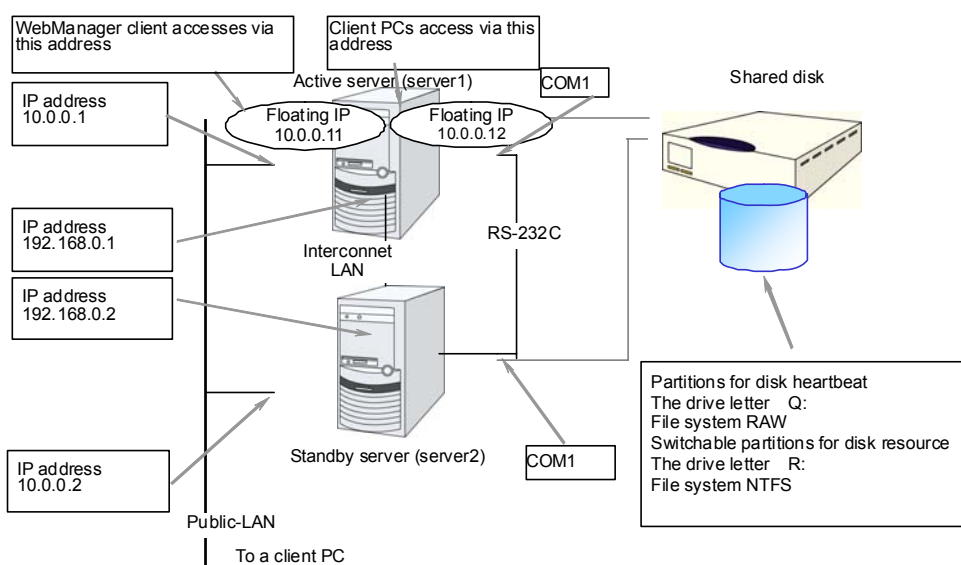 WebManager client accesses via
this address
Client PCs access via this
address
Active server (server1)
COM1
Shared disk
IP address
10.0.0.1
Floating IP
10.0.0.11
Floating IP
10.0.0.12
IP address
192.168.0.1
RS-232C
Interconnet
LAN
IP address
192.168.0.2
Partitions for disk heartbeat
The drive letter Q:
File system RAW
Switchable partitions for disk resource
The drive letter R:
File system NTFS
Standby server (server2)
COM1
IP address
10.0.0.2
Public-LAN
To a client PC